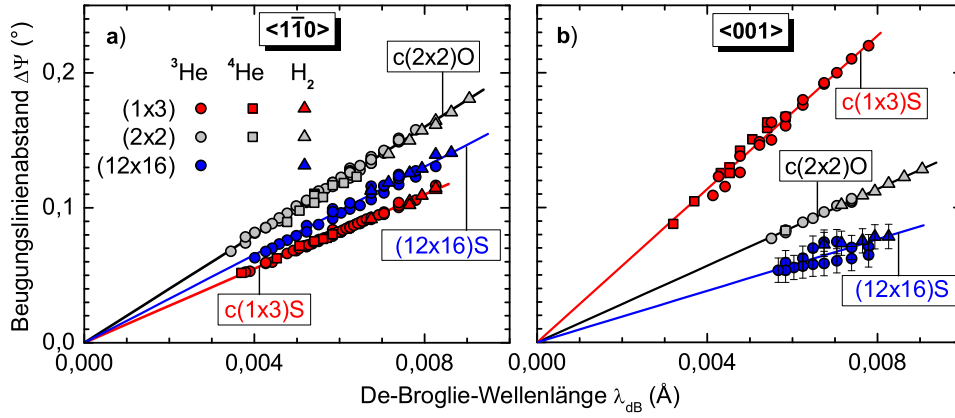 a)
<11̄0>
³He ⁴He H₂
(1x3)
(2x2)
(12x16)
c(2x2)O
(12x16)S
c(1x3)S
Beugungslinienabstand ΔΨ (°)
0,2
0,1
0,0
0,000 0,004 0,008
b)
<001>
c(1x3)S
c(2x2)O
(12x16)S
0,000 0,004 0,008
De-Broglie-Wellenlänge λ_dB (Å)